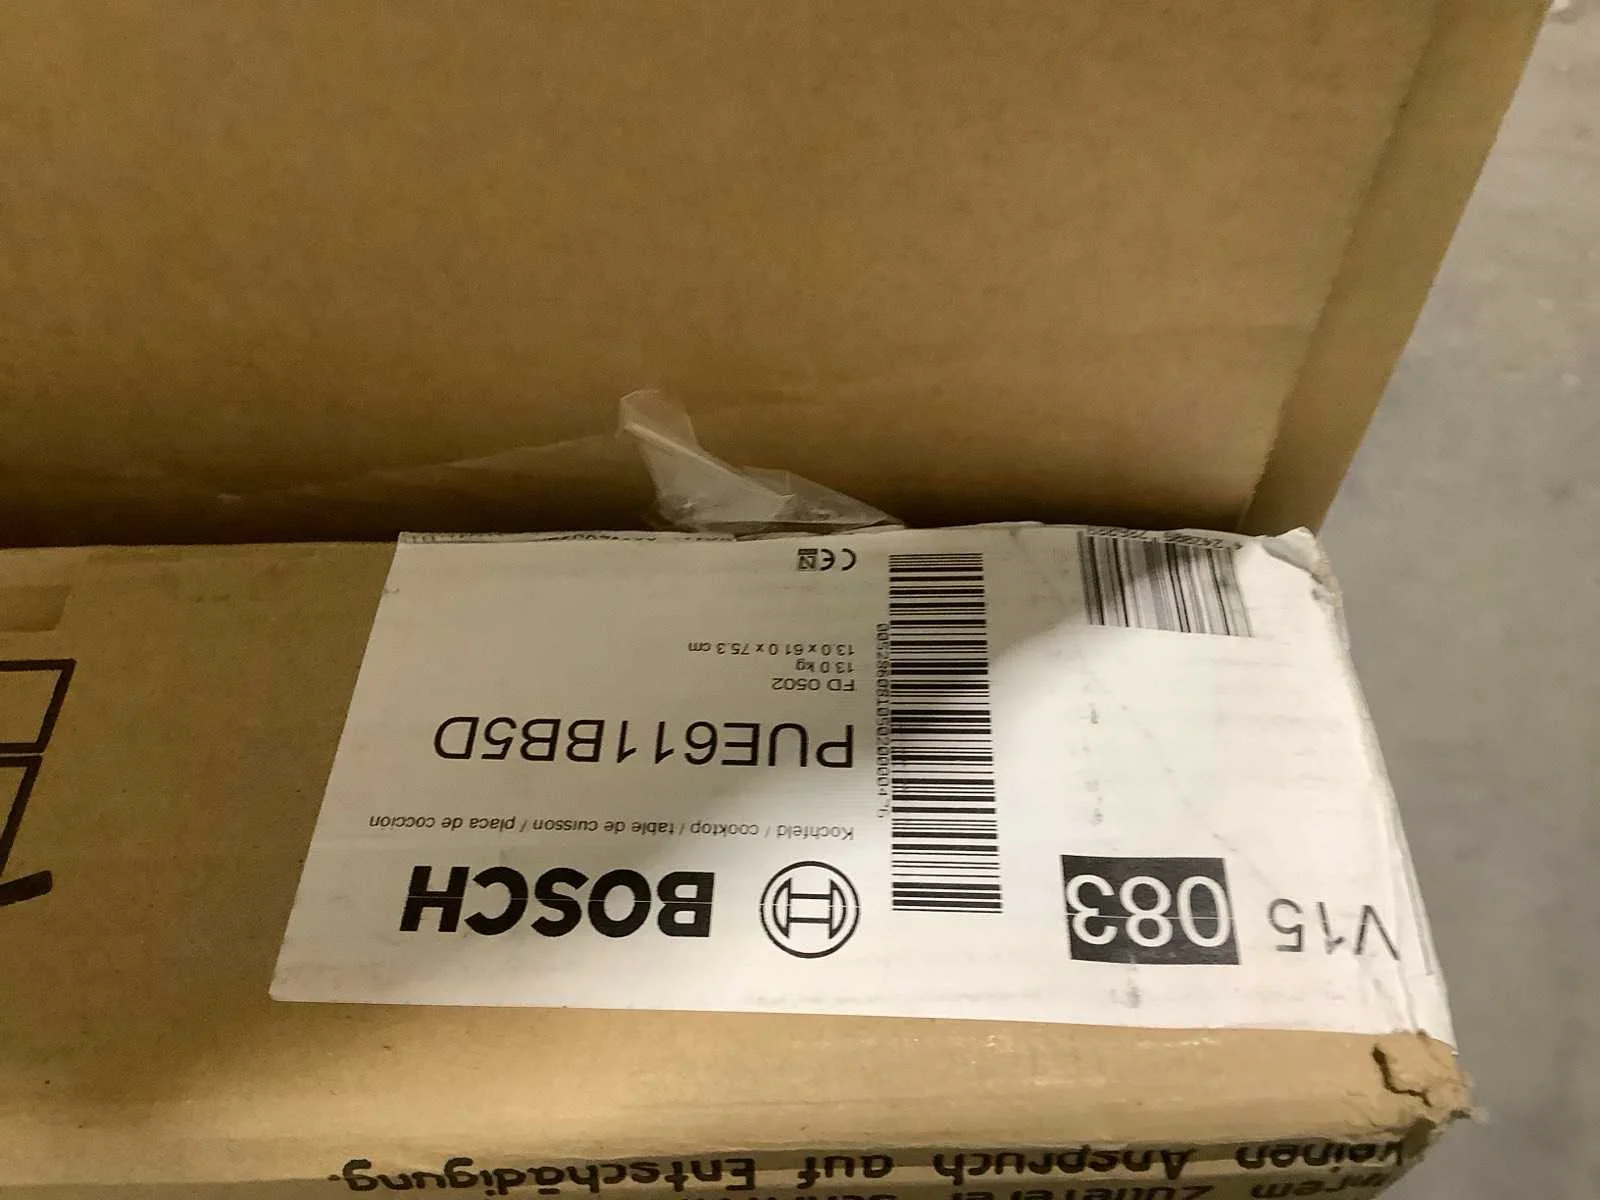 V15 083
BOSCH
Kochfeld / cooktop / table de cuisson / placa de coccion
PUE611BB5D
FD 0502
13.0 kg
13.0 x 61.0 x 75.3 cm
CE
keinen Anspruch auf Entschädigung.